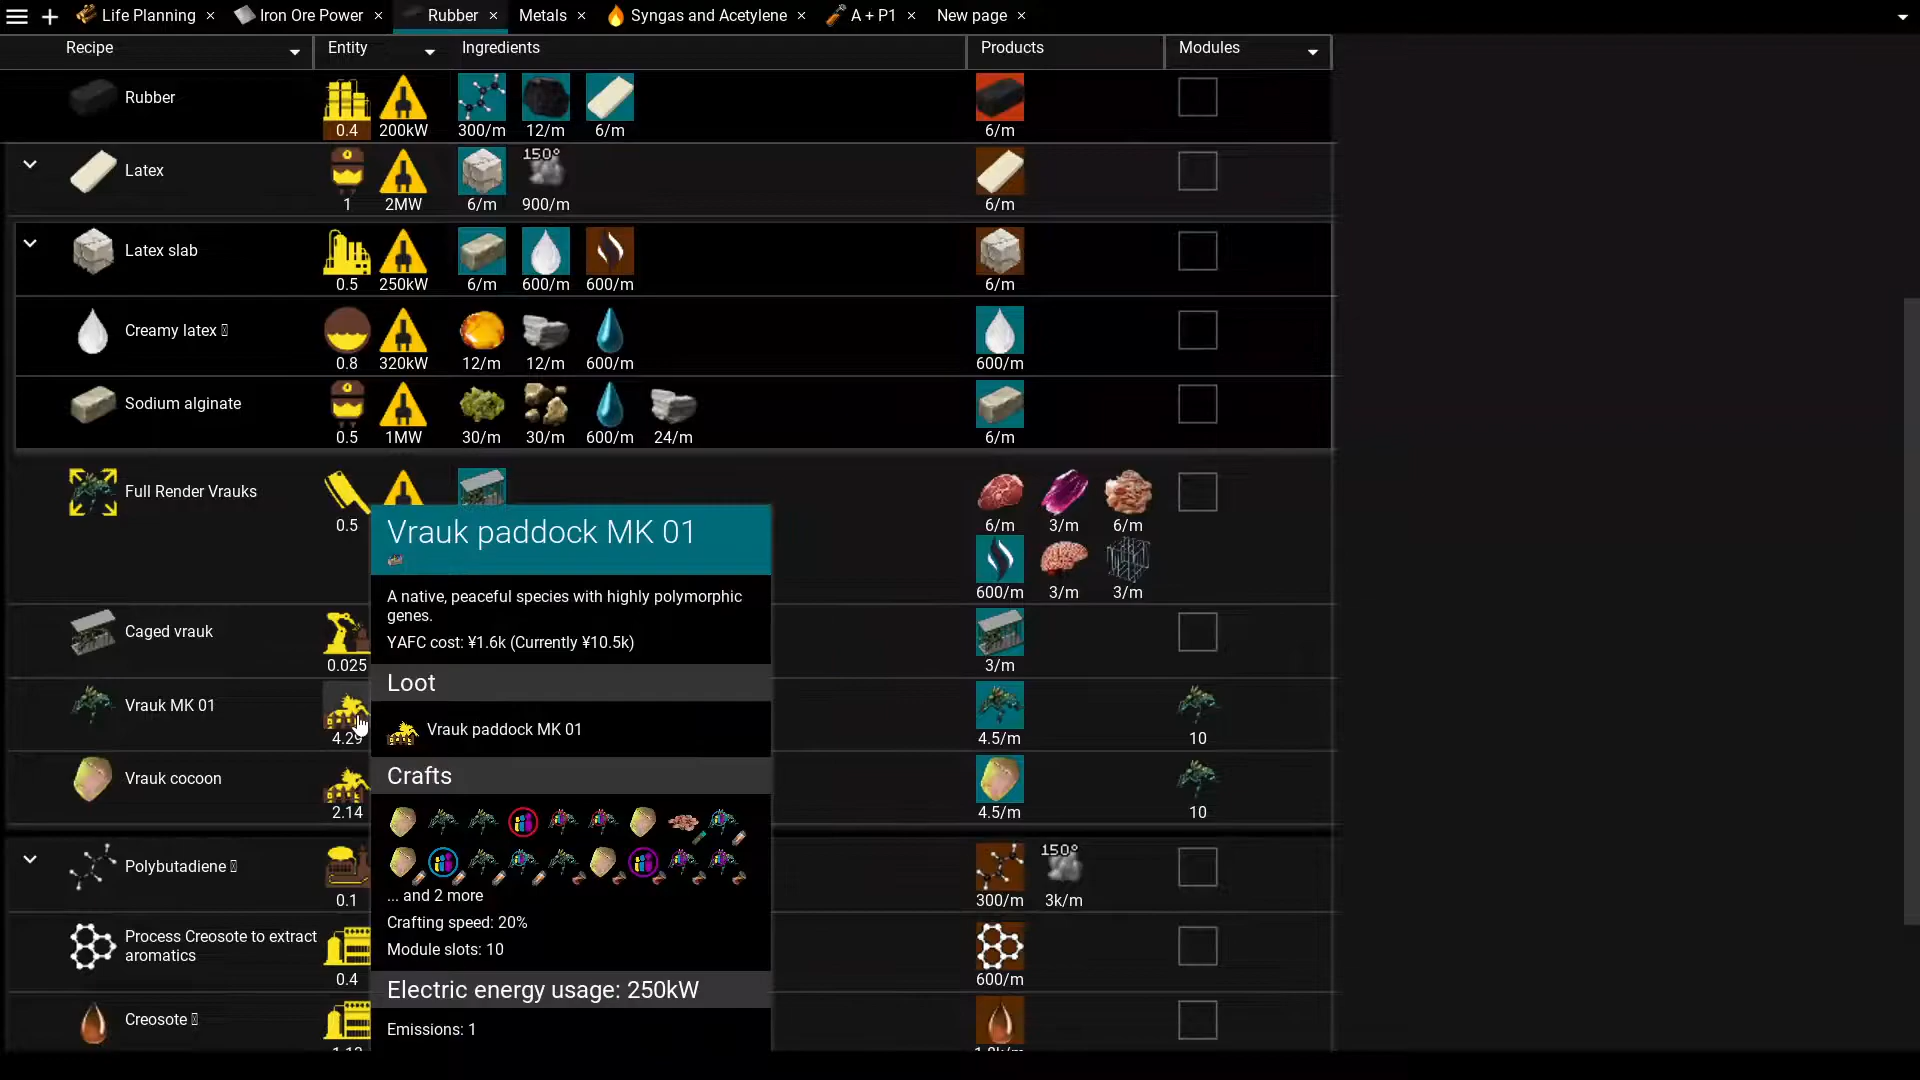 Life Planning × Iron Ore Power × Rubber × Metals × Syngas and Acetylene × A + P1 × New page ×
Recipe Entity Ingredients Products Modules
Rubber
0.4 200kW 300/m 12/m 6/m 6/m
150°
Latex
1 2MW 6/m 900/m 6/m
Latex slab
0.5 250kW 6/m 600/m 600/m 6/m
Creamy latex
0.8 320kW 12/m 12/m 600/m 600/m
Sodium alginate
0.5 1MW 30/m 30/m 600/m 24/m 6/m
Full Render Vrauks
0.5 6/m 3/m 6/m
600/m 3/m 3/m
Vrauk paddock MK 01
A native, peaceful species with highly polymorphic
genes.
YAFC cost: ¥1.6k (Currently ¥10.5k)
Loot
Vrauk paddock MK 01
Crafts
... and 2 more
Crafting speed: 20%
Module slots: 10
Electric energy usage: 250kW
Emissions: 1
Caged vrauk
0.025 3/m
Vrauk MK 01
4.29 4.5/m 10
Vrauk cocoon
2.14 4.5/m 10
150°
Polybutadiene
0.1 300/m 3k/m
Process Creosote to extract
aromatics
0.4 600/m
Creosote